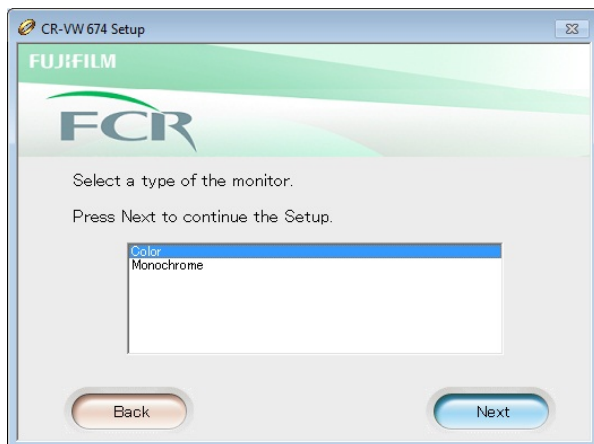 CR-VW 674 Setup
FUJIFILM
FCR
Select a type of the monitor.
Press Next to continue the Setup.
Color
Monochrome
Back
Next